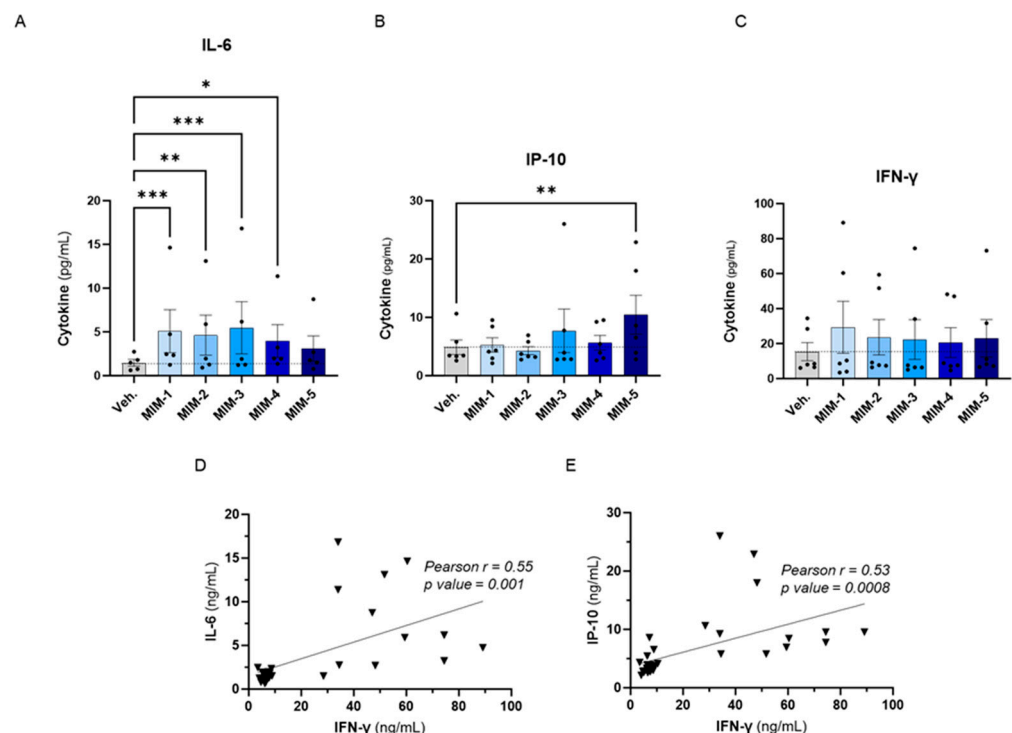 A
B
C
IL-6
IP-10
IFN-γ
*
***
**
***
**
Cytokine (pg/mL)
20
15
10
5
0
Veh.
MIM-1
MIM-2
MIM-3
MIM-4
MIM-5
Cytokine (pg/mL)
30
20
10
0
Veh.
MIM-1
MIM-2
MIM-3
MIM-4
MIM-5
Cytokine (pg/mL)
100
80
60
40
20
0
Veh.
MIM-1
MIM-2
MIM-3
MIM-4
MIM-5
D
E
IL-6 (ng/mL)
20
15
10
5
0
Pearson r = 0.55
p value = 0.001
0 20 40 60 80 100
IFN-γ (ng/mL)
IP-10 (ng/mL)
30
20
10
0
Pearson r = 0.53
p value = 0.0008
0 20 40 60 80 100
IFN-γ (ng/mL)